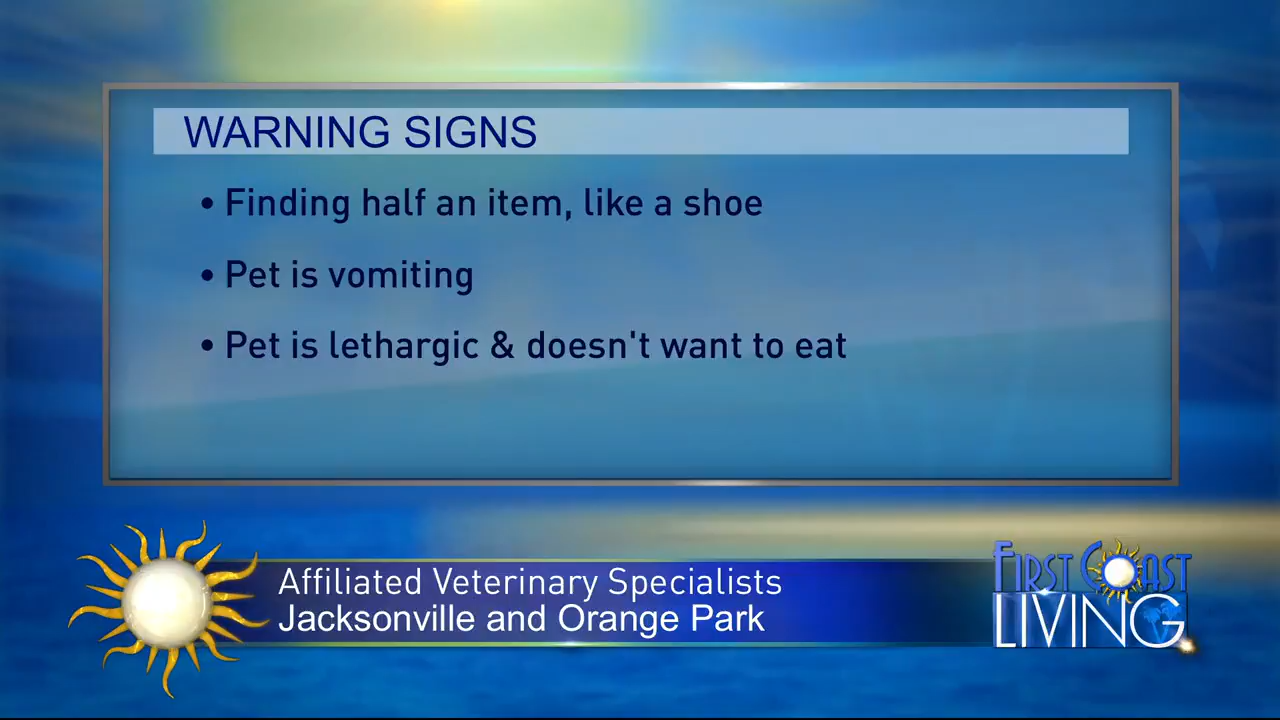 WARNING SIGNS
• Finding half an item, like a shoe
• Pet is vomiting
• Pet is lethargic & doesn't want to eat
Affiliated Veterinary Specialists
Jacksonville and Orange Park
FIRST COAST
LIVING